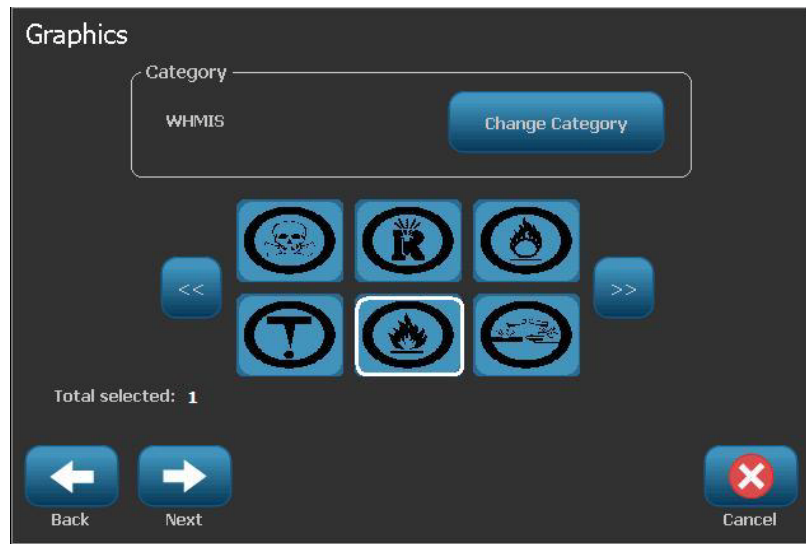 Graphics
Category
WHMIS
Change Category
R
<<
>>
T
Total selected: 1
Back
Next
Cancel